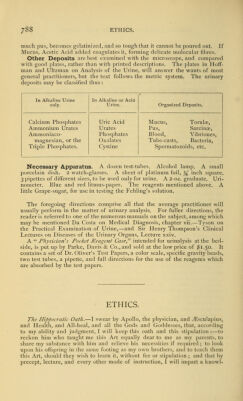 788 ETHICS.
much pus, becomes gelatinized, and so tough that it cannot be poured out. If
Mucus, Acetic Acid added coagulates it, forming delicate molecular fibres.
Other Deposits are best examined with the microscope, and compared
with good plates, rather than with printed descriptions. The plates in Hoff-
man and Ultzman on Analysis of the Urine, will answer the wants of most
general practitioners, but the text follows the metric system. The urinary
deposits may be classified thus:
In Alkaline Urine only.
In Alkaline or Acid Urine.
Organized Deposits.
Calcium Phosphates Uric Acid Mucus, Torulæ,
Ammonium Urates Urates Pus, Sarcinæ,
Ammoniaco- Phosphates Blood, Vibriones,
magnesian, or the Oxalates Tube-casts, Bacteria,
Triple Phosphates. Cystine Spermatozoids, etc.
Necessary Apparatus. A dozen test-tubes. Alcohol lamp. A small
porcelain dish. 2 watch-glasses. A sheet of platinum foil, ¾ inch square.
3 pipettes of different sizes, to be used only for urine. A 2-oz. graduate. Uri-
nometer. Blue and red litmus-paper. The reagents mentioned above. A
little Grape-sugar, for use in testing the Fehling's solution.
The foregoing directions comprise all that the average practitioner will
usually perform in the matter of urinary analysis. For fuller directions, the
reader is referred to one of the numerous manuals on the subject, among which
may be mentioned Da Costa on Medical Diagnosis, chapter vii.—Tyson on
the Practical Examination of Urine,—and Sir Henry Thompson's Clinical
Lectures on Diseases of the Urinary Organs, Lecture xxiv.
A "Physician's Pocket Reagent Case," intended for urinalysis at the bed-
side, is put up by Parke, Davis & Co., and sold at the low price of $1.50. It
contains a set of Dr. Oliver's Test Papers, a color scale, specific gravity beads,
two test tubes, a pipette, and full directions for the use of the reagents which
are absorbed by the test papers.
ETHICS.
The Hippocratic Oath.—I swear by Apollo, the physician, and Æsculapius,
and Health, and All-heal, and all the Gods and Goddesses, that, according
to my ability and judgment, I will keep this oath and this stipulation—to
reckon him who taught me this Art equally dear to me as my parents, to
share my substance with him and relieve his necessities if required; to look
upon his offspring in the same footing as my own brothers, and to teach them
this Art, should they wish to learn it, without fee or stipulation; and that by
precept, lecture, and every other mode of instruction, I will impart a knowl-